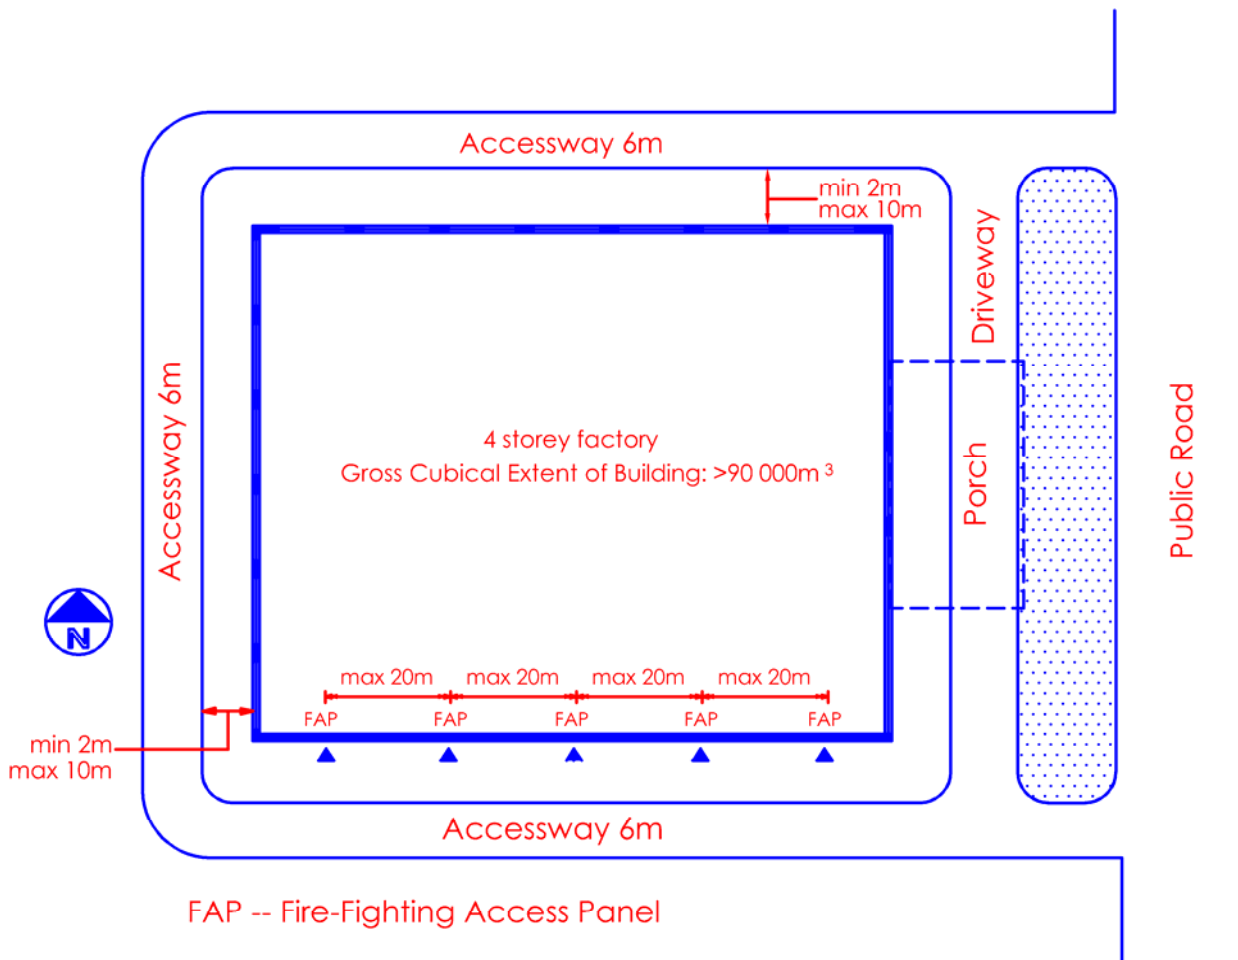 Accessway 6m
min 2m
max 10m
Driveway
Accessway 6m
4 storey factory
Gross Cubical Extent of Building: >90 000m 3
Porch
Public Road
N
max 20m max 20m max 20m max 20m
FAP FAP FAP FAP FAP
min 2m
max 10m
Accessway 6m
FAP -- Fire-Fighting Access Panel